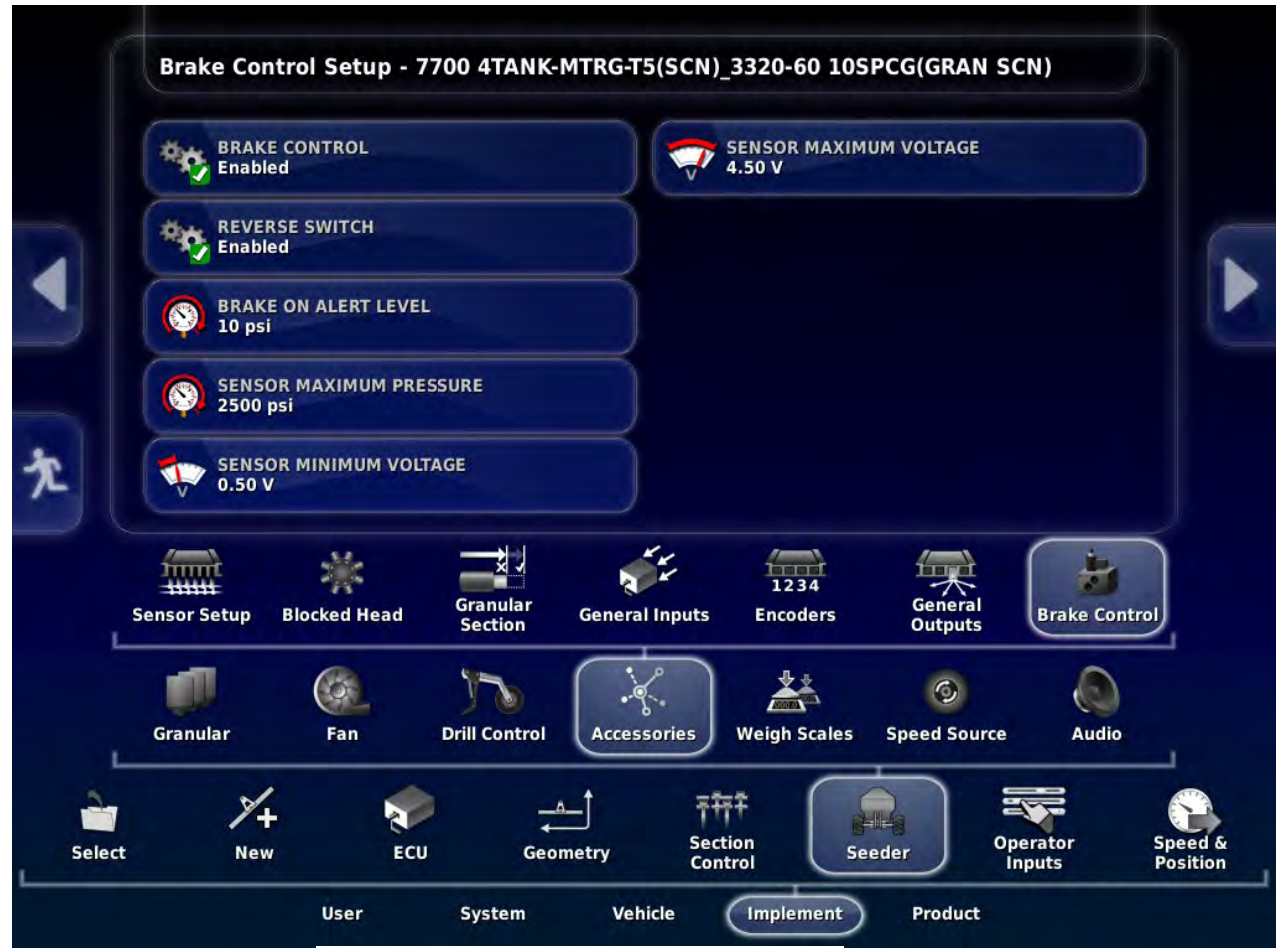 Brake Control Setup - 7700 4TANK-MTRG-T5(SCN)_3320-60 10SPCG(GRAN SCN)
BRAKE CONTROL
Enabled
REVERSE SWITCH
Enabled
BRAKE ON ALERT LEVEL
10 psi
SENSOR MAXIMUM PRESSURE
2500 psi
V
SENSOR MINIMUM VOLTAGE
0.50 V
V
SENSOR MAXIMUM VOLTAGE
4.50 V
Sensor Setup
Blocked Head
Granular
Section
General Inputs
1234
Encoders
General
Outputs
Brake Control
Granular
Fan
Drill Control
Accessories
Weigh Scales
Speed Source
Audio
Select
New
ECU
Geometry
Section
Control
Seeder
Operator
Inputs
Speed &
Position
User
System
Vehicle
Implement
Product